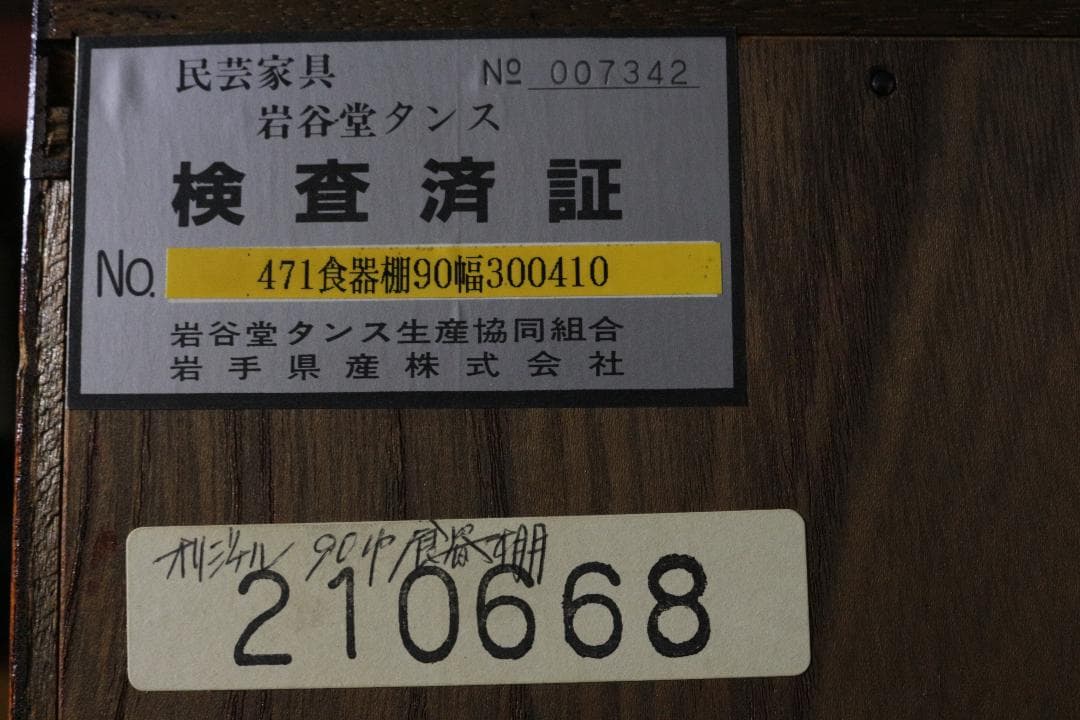 民芸家具 Nº 007342
岩谷堂タンス
検査済証
No. 471食器棚90幅300410
岩谷堂タンス生産協同組合
岩手県産株式会社
オリジナル 90巾食器棚
210668